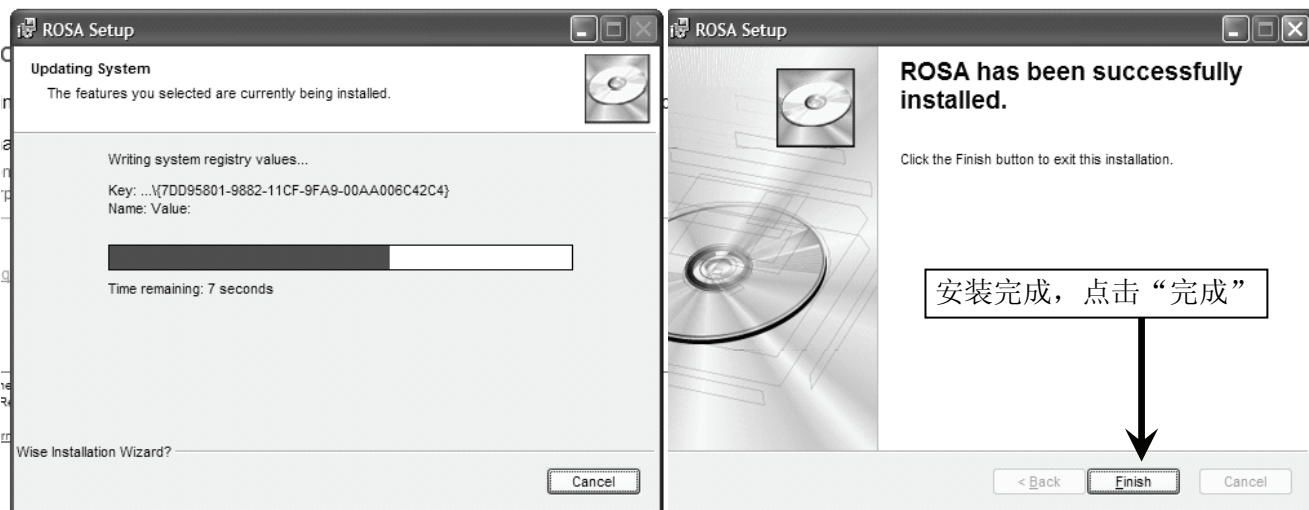 ROSA Setup
Updating System
The features you selected are currently being installed.
Writing system registry values...
Key: ...\{7DD95801-9882-11CF-9FA9-00AA006C42C4}
Name: Value:
Time remaining: 7 seconds
Wise Installation Wizard?
Cancel
ROSA Setup
ROSA has been successfully
installed.
Click the Finish button to exit this installation.
安装完成，点击“完成”
< Back
Finish
Cancel